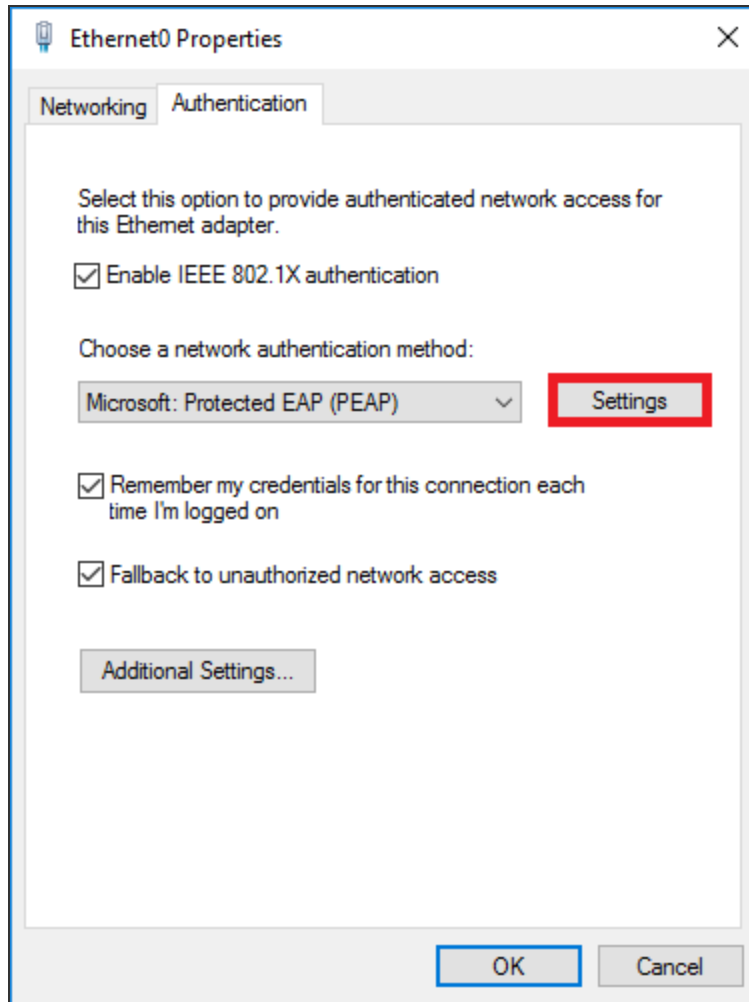 Ethernet0 Properties
Networking
Authentication
Select this option to provide authenticated network access for
this Ethernet adapter.
Enable IEEE 802.1X authentication
Choose a network authentication method:
Microsoft: Protected EAP (PEAP)
Settings
Remember my credentials for this connection each
time I'm logged on
Fallback to unauthorized network access
Additional Settings...
OK
Cancel